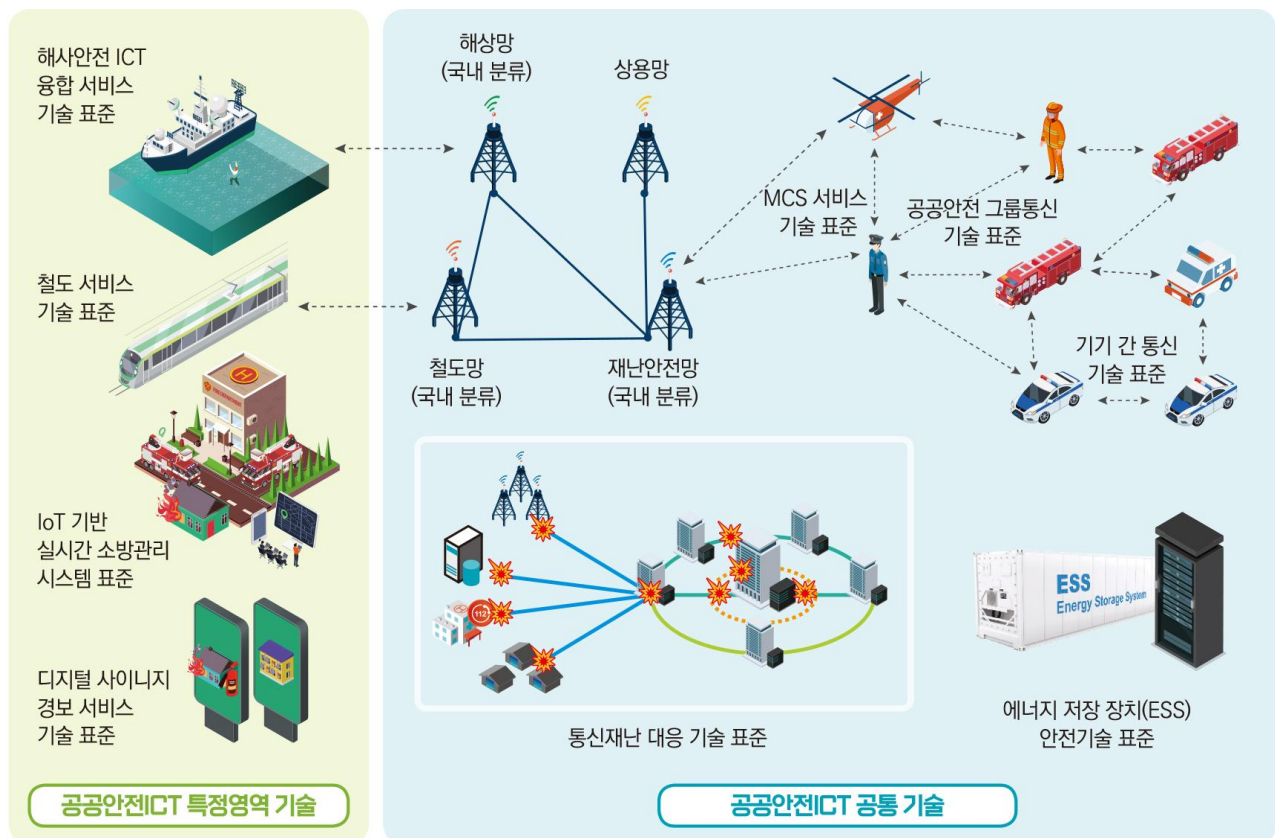 해사안전 ICT
융합 서비스
기술 표준
철도 서비스
기술 표준
IoT 기반
실시간 소방관리
시스템 표준
디지털 사이니지
경보 서비스
기술 표준
공공안전ICT 특정영역 기술
해상망
(국내 분류)
상용망
철도망
(국내 분류)
재난안전망
(국내 분류)
MCS 서비스
기술 표준
공공안전 그룹통신
기술 표준
기기 간 통신
기술 표준
112
통신재난 대응 기술 표준
ESS
Energy Storage System
에너지 저장 장치(ESS)
안전기술 표준
공공안전ICT 공통 기술
H